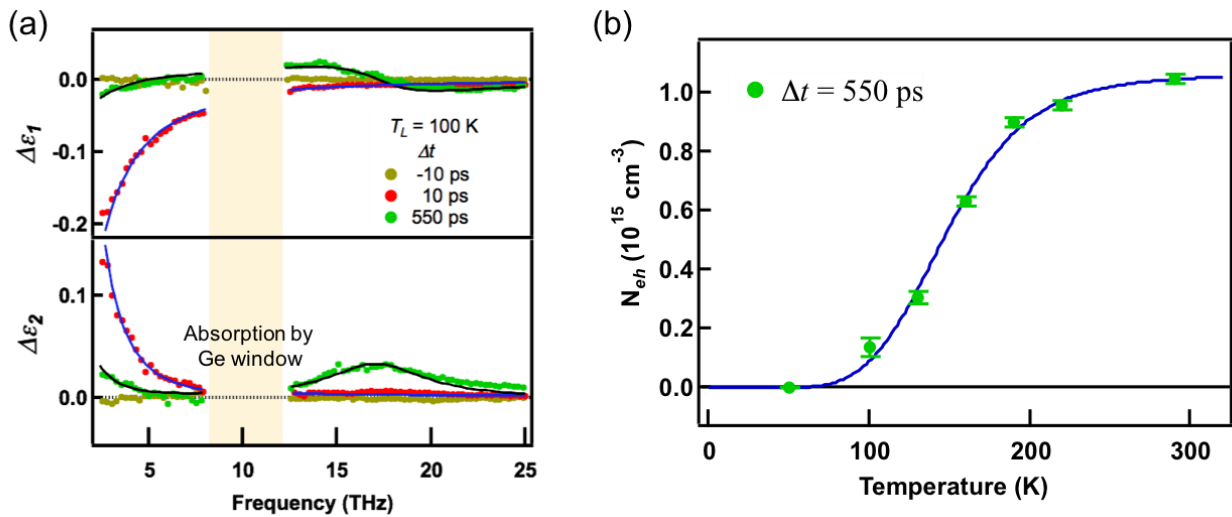 (a)
0.0
-0.1
-0.2
Δε1
T_L = 100 K
Δt
-10 ps
10 ps
550 ps
0.1
0.0
Δε2
Absorption by
Ge window
5
10
15
20
25
Frequency (THz)
(b)
Δt = 550 ps
1.0
0.8
0.6
0.4
0.2
0.0
N_eh (10^15 cm^-3)
0
100
200
300
Temperature (K)